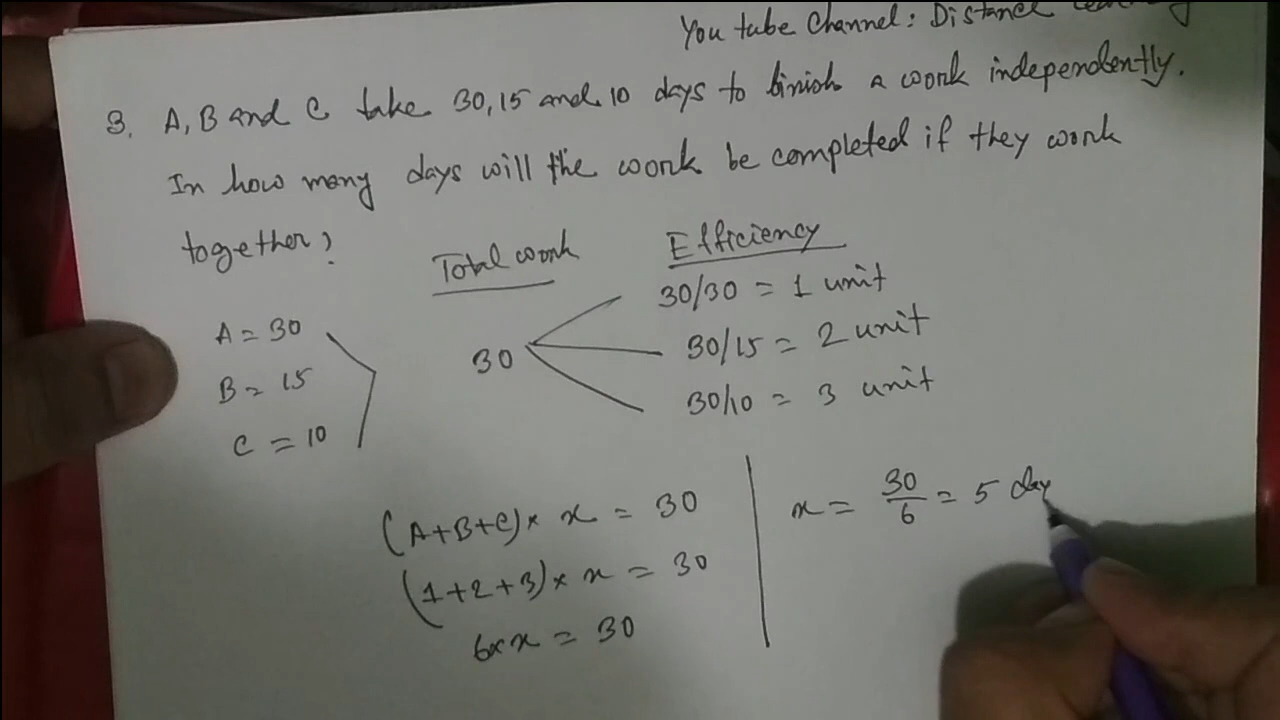 You tube Channel: Distance
3. A, B and C take 30, 15 and 10 days to finish a work independently.
In how many days will the work be completed if they work
together?
Total work
Efficiency
A = 30
B = 15
C = 10
30
30/30 = 1 unit
30/15 = 2 unit
30/10 = 3 unit
(A+B+C) × x = 30
(1+2+3) × x = 30
6 × x = 30
x = 30/6 = 5 day